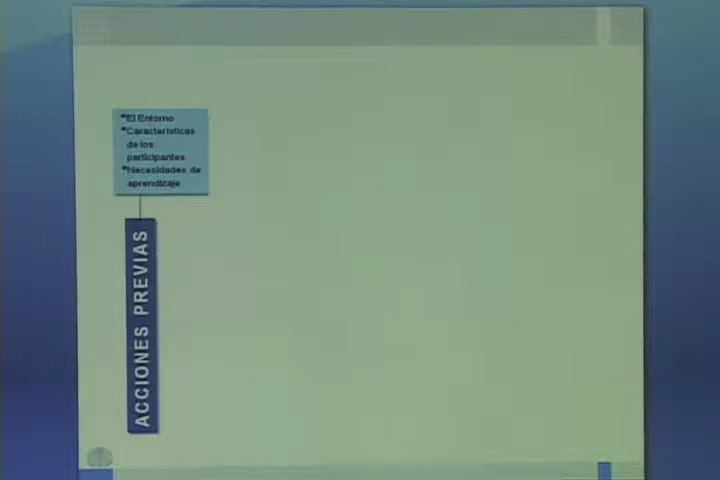 *El Entorno
*Características
de los
participantes
*Necesidades de
aprendizaje
ACCIONES PREVIAS